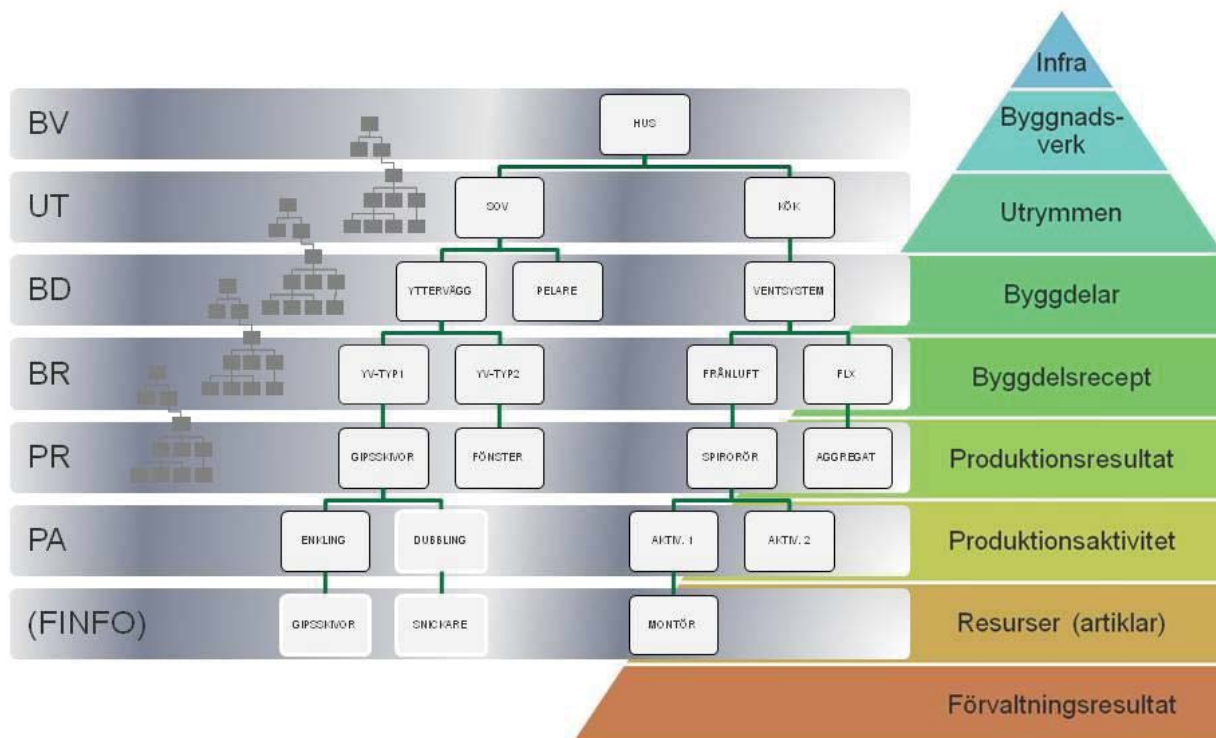 Infra
BV
HUS
Byggnads-
verk
UT
SOV
KÖK
Utrymmen
BD
YTTERVÄGG
PELARE
VENTSYSTEM
Byggdelar
BR
YV-TYP1
YV-TYP2
FRÅNLUFT
FLX
Byggdelsrecept
PR
GIPSSKIVOR
FÖNSTER
SPIRORÖR
AGGREGAT
Produktionsresultat
PA
ENKLING
DUBBLING
AKTIV. 1
AKTIV. 2
Produktionsaktivitet
(FINFO)
GIPSSKIVOR
SNICKARE
MONTÖR
Resurser (artiklar)
Förvaltningsresultat